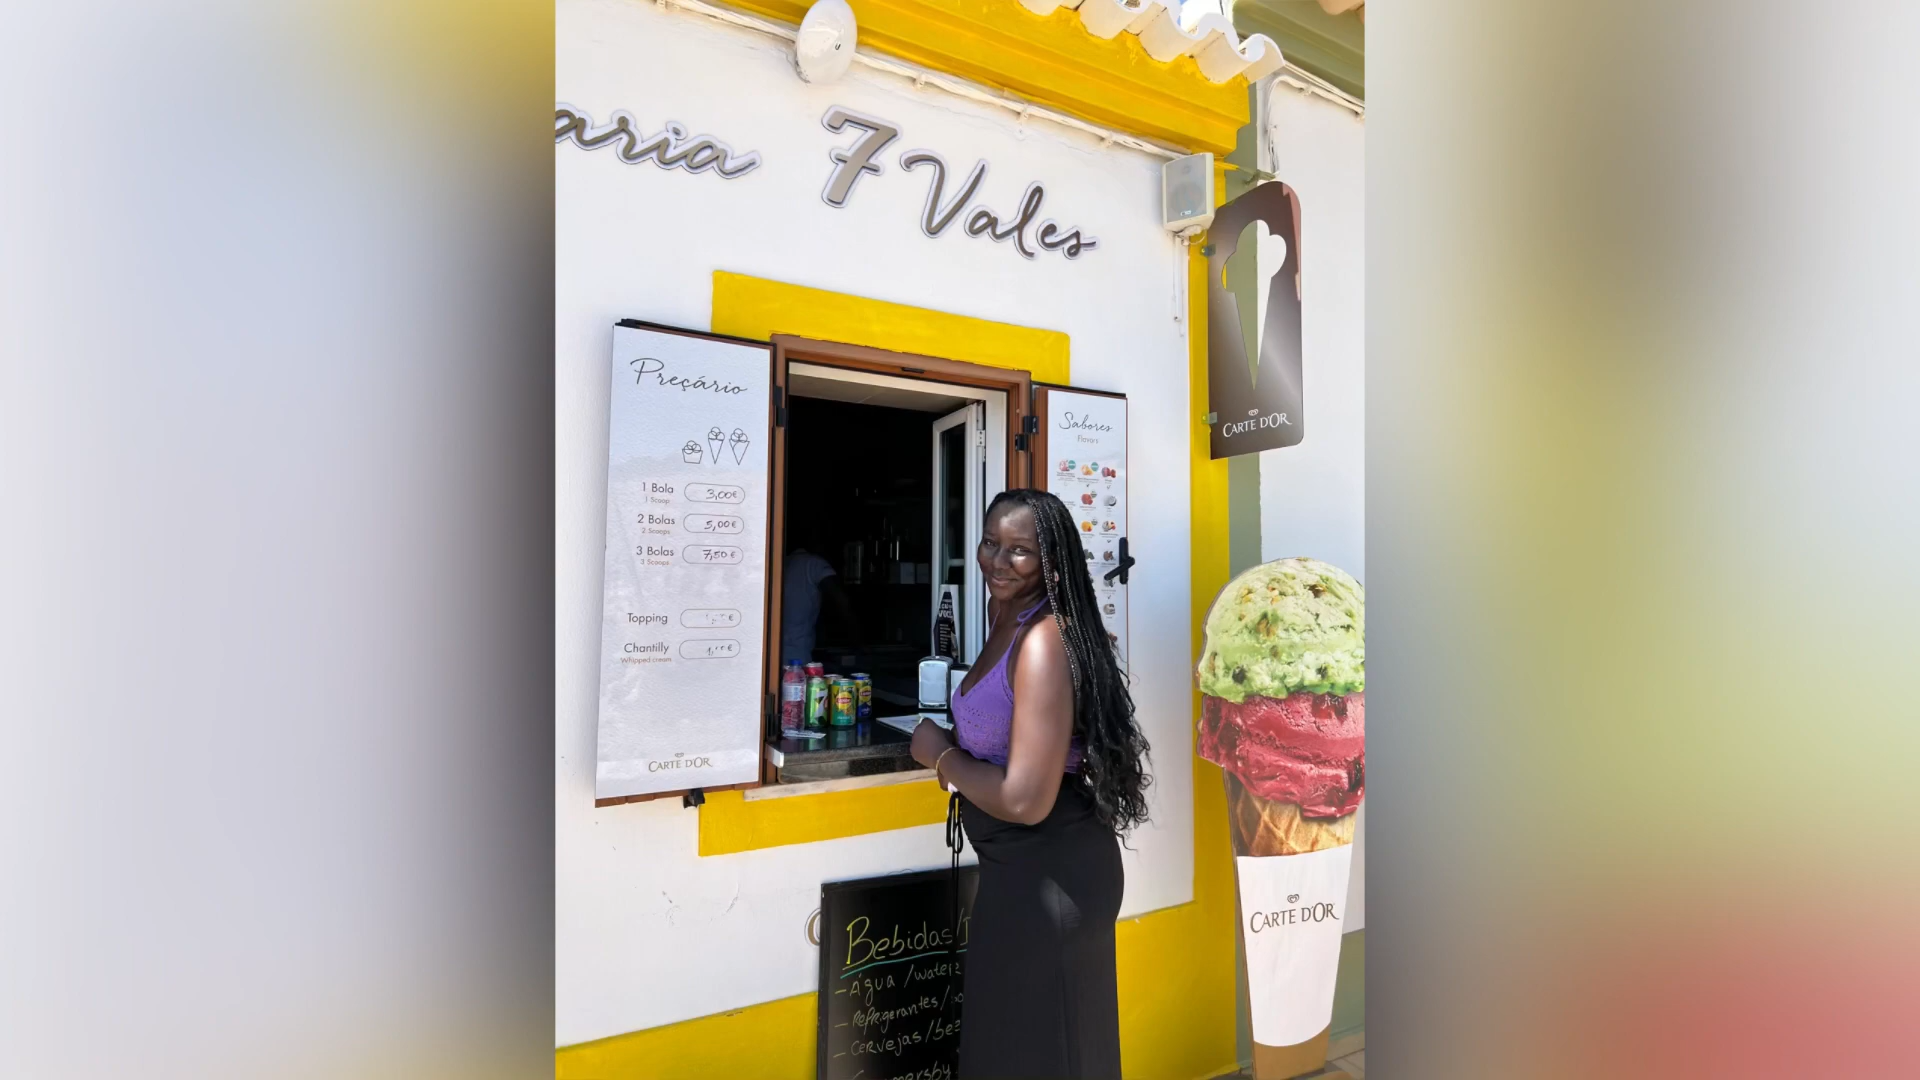 aria 7 Vales
Preçário
1 Bola 3,00€
1 Scoop
2 Bolas 5,00€
2 Scoops
3 Bolas 7,50€
3 Scoops
Topping €
Chantilly €
Whipped cream
CARTE D'OR
Sabores
Flavors
CARTE D'OR
CARTE D'OR
Bebidas/
- Água /water
- Refrigerantes/
- Cervejas/